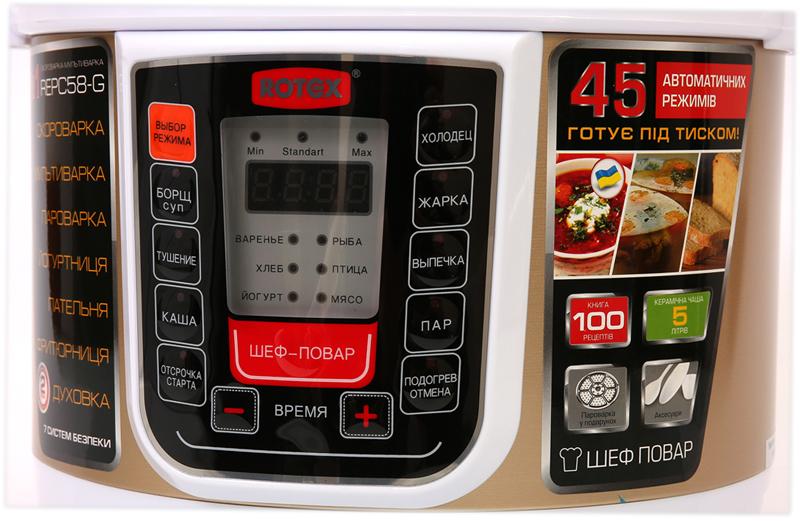 REPC58-G
СКОРОВАРКА
МУЛЬТИВАРКА
ПАРОВАРКА
ЙОГУРТНИЦЯ
ПАТЕЛЬНЯ
ФРИТЮРНИЦЯ
ДУХОВКА
7 СИСТЕМ БЕЗПЕКИ
ROTEX®
ВЫБОР
РЕЖИМА
БОРЩ
суп
ТУШЕНИЕ
КАША
ОТСРОЧКА
СТАРТА
Min Standart Max
ВАРЕНЬЕ РЫБА
ХЛЕБ ПТИЦА
ЙОГУРТ МЯСО
ШЕФ-ПОВАР
– ВРЕМЯ +
ХОЛОДЕЦ
ЖАРКА
ВЫПЕЧКА
ПАР
ПОДОГРЕВ
ОТМЕНА
45 АВТОМАТИЧНИХ
РЕЖИМІВ
ГОТУЄ ПІД ТИСКОМ!
КНИГА
100
РЕЦЕПТІВ
КЕРАМІЧНА ЧАША
5
ЛІТРІВ
Пароварка
у подарунок
Аксесуари
ШЕФ ПОВАР